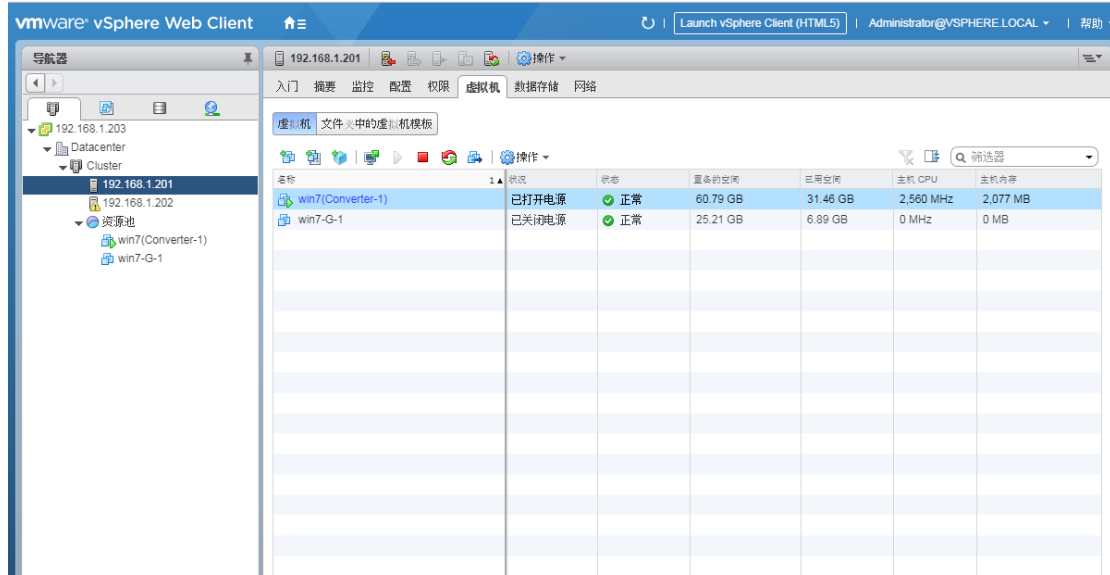 vmware® vSphere Web Client
Launch vSphere Client (HTML5)
Administrator@VSPHERE.LOCAL
帮助
导航器
192.168.1.203
Datacenter
Cluster
192.168.1.201
192.168.1.202
资源池
win7(Converter-1)
win7-G-1
192.168.1.201
操作
入门 摘要 监控 配置 权限 虚拟机 数据存储 网络
虚拟机 文件夹中的虚拟机模板
操作
筛选器
名称 1 状况 状态 置备的空间 已用空间 主机 CPU 主机内存
win7(Converter-1) 已打开电源 正常 60.79 GB 31.46 GB 2,560 MHz 2,077 MB
win7-G-1 已关闭电源 正常 25.21 GB 6.89 GB 0 MHz 0 MB